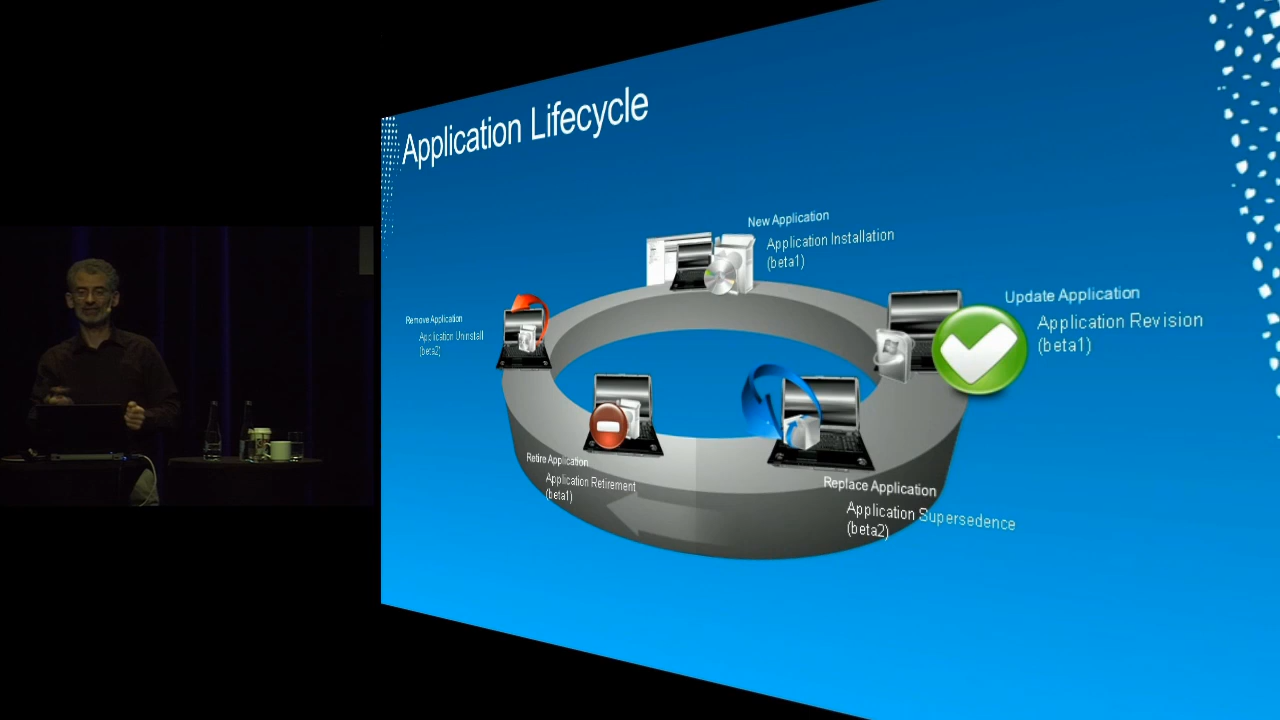 Application Lifecycle
New Application
Application Installation
(beta1)
Update Application
Application Revision
(beta1)
Replace Application
Application Supersedence
(beta2)
Retire Application
Application Retirement
(beta1)
Remove Application
Application Uninstall
(beta2)